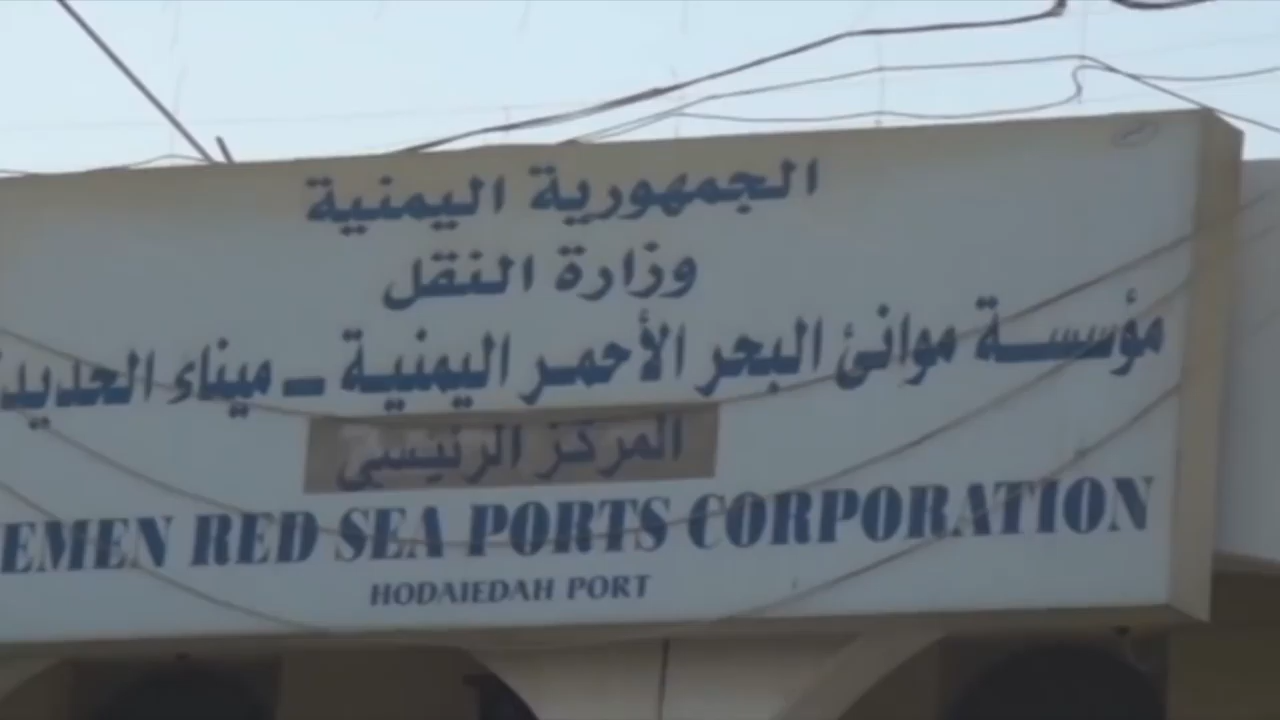 الجمهورية اليمنية
وزارة النقل
مؤسسة موانئ البحر الأحمر اليمنية - ميناء الحديد
المركز الرئيسي
EMEN RED SEA PORTS CORPORATION
HODAIEDAH PORT